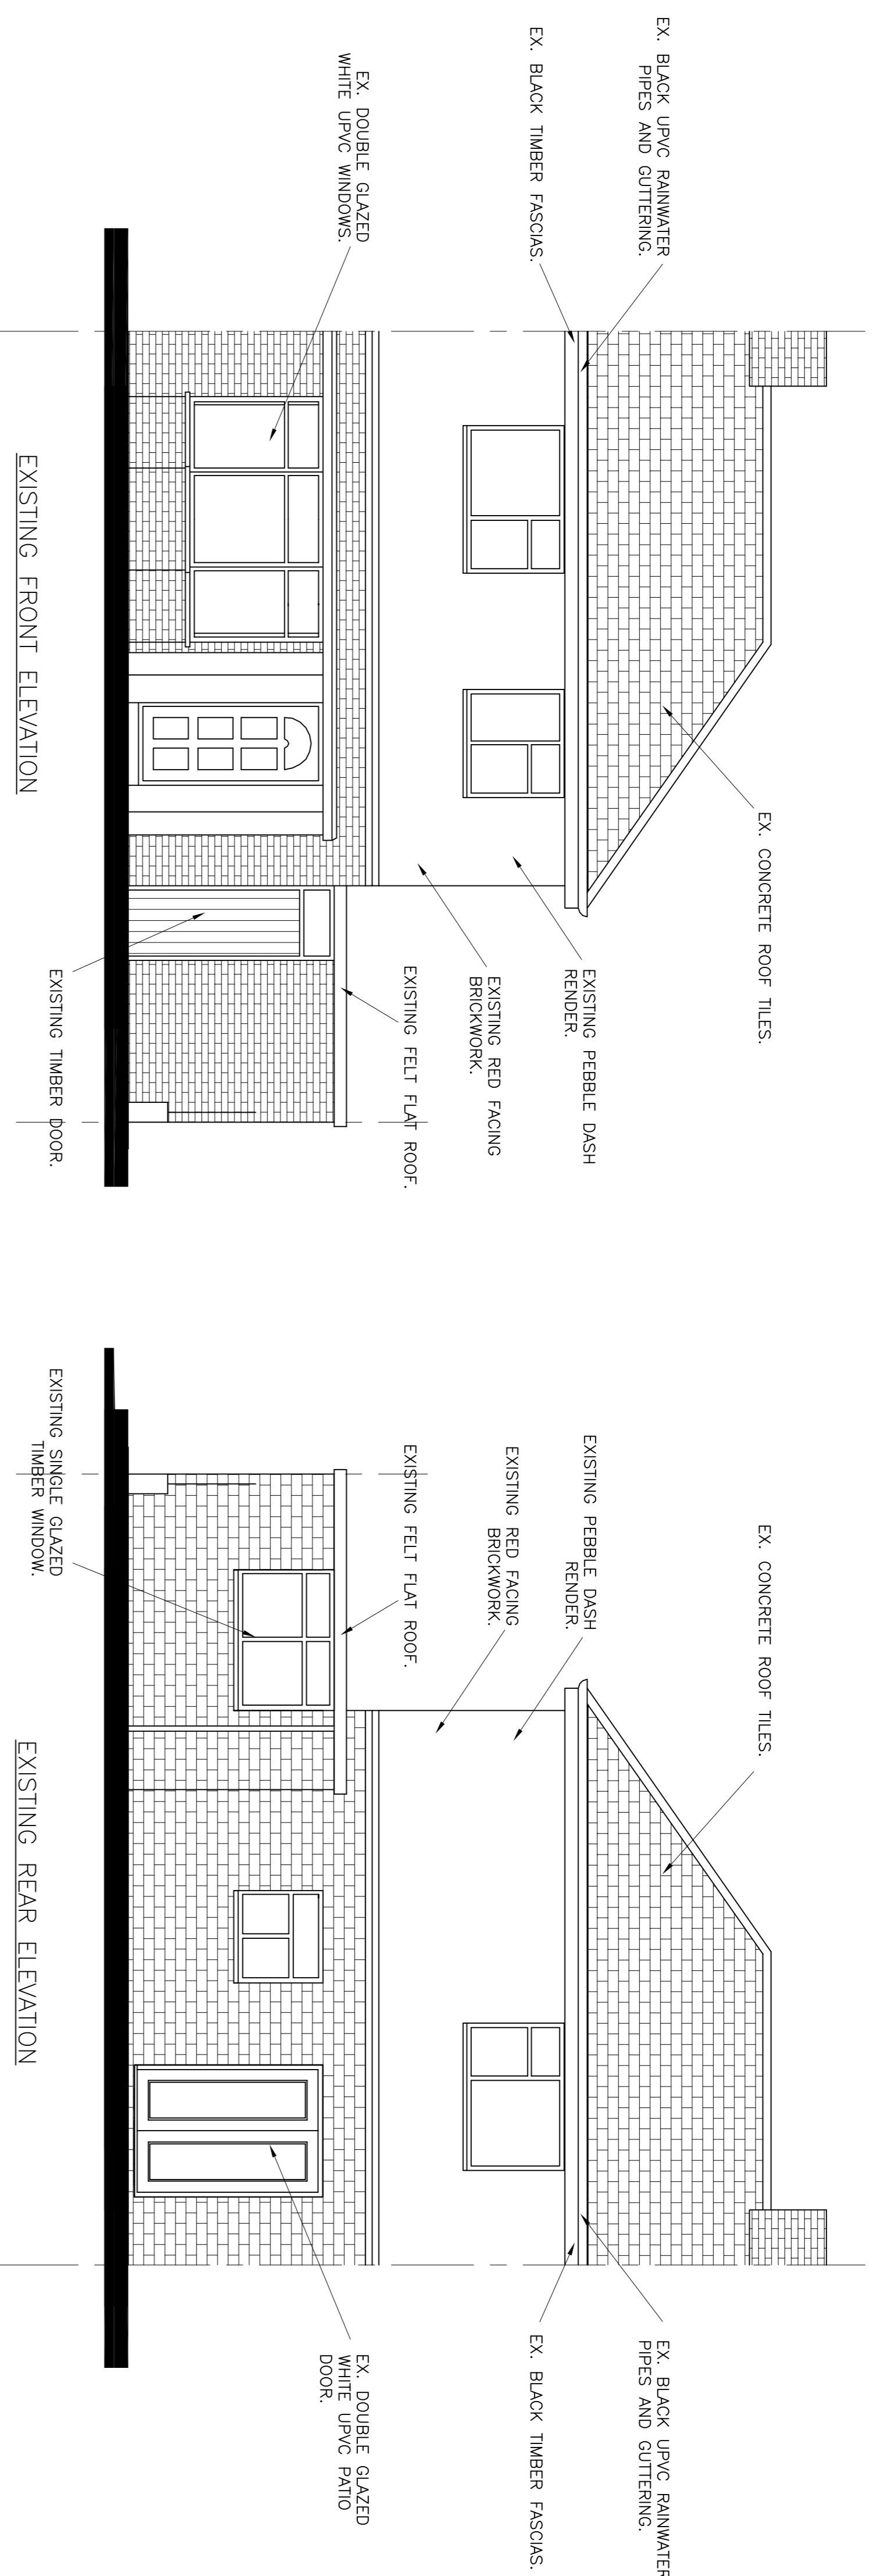 EX. BLACK UPVC RAINWATER
PIPES AND GUTTERING.
EX. BLACK TIMBER FASCIAS.
EX. DOUBLE GLAZED
WHITE UPVC WINDOWS.
EX. CONCRETE ROOF TILES.
EXISTING PEBBLE DASH
RENDER.
EXISTING RED FACING
BRICKWORK.
EXISTING FELT FLAT ROOF.
EXISTING TIMBER DOOR.
EXISTING FRONT ELEVATION
EX. CONCRETE ROOF TILES.
EXISTING PEBBLE DASH
RENDER.
EXISTING RED FACING
BRICKWORK.
EXISTING FELT FLAT ROOF.
EXISTING SINGLE GLAZED
TIMBER WINDOW.
EX. BLACK UPVC RAINWATER
PIPES AND GUTTERING.
EX. BLACK TIMBER FASCIAS.
EX. DOUBLE GLAZED
WHITE UPVC PATIO
DOOR.
EXISTING REAR ELEVATION